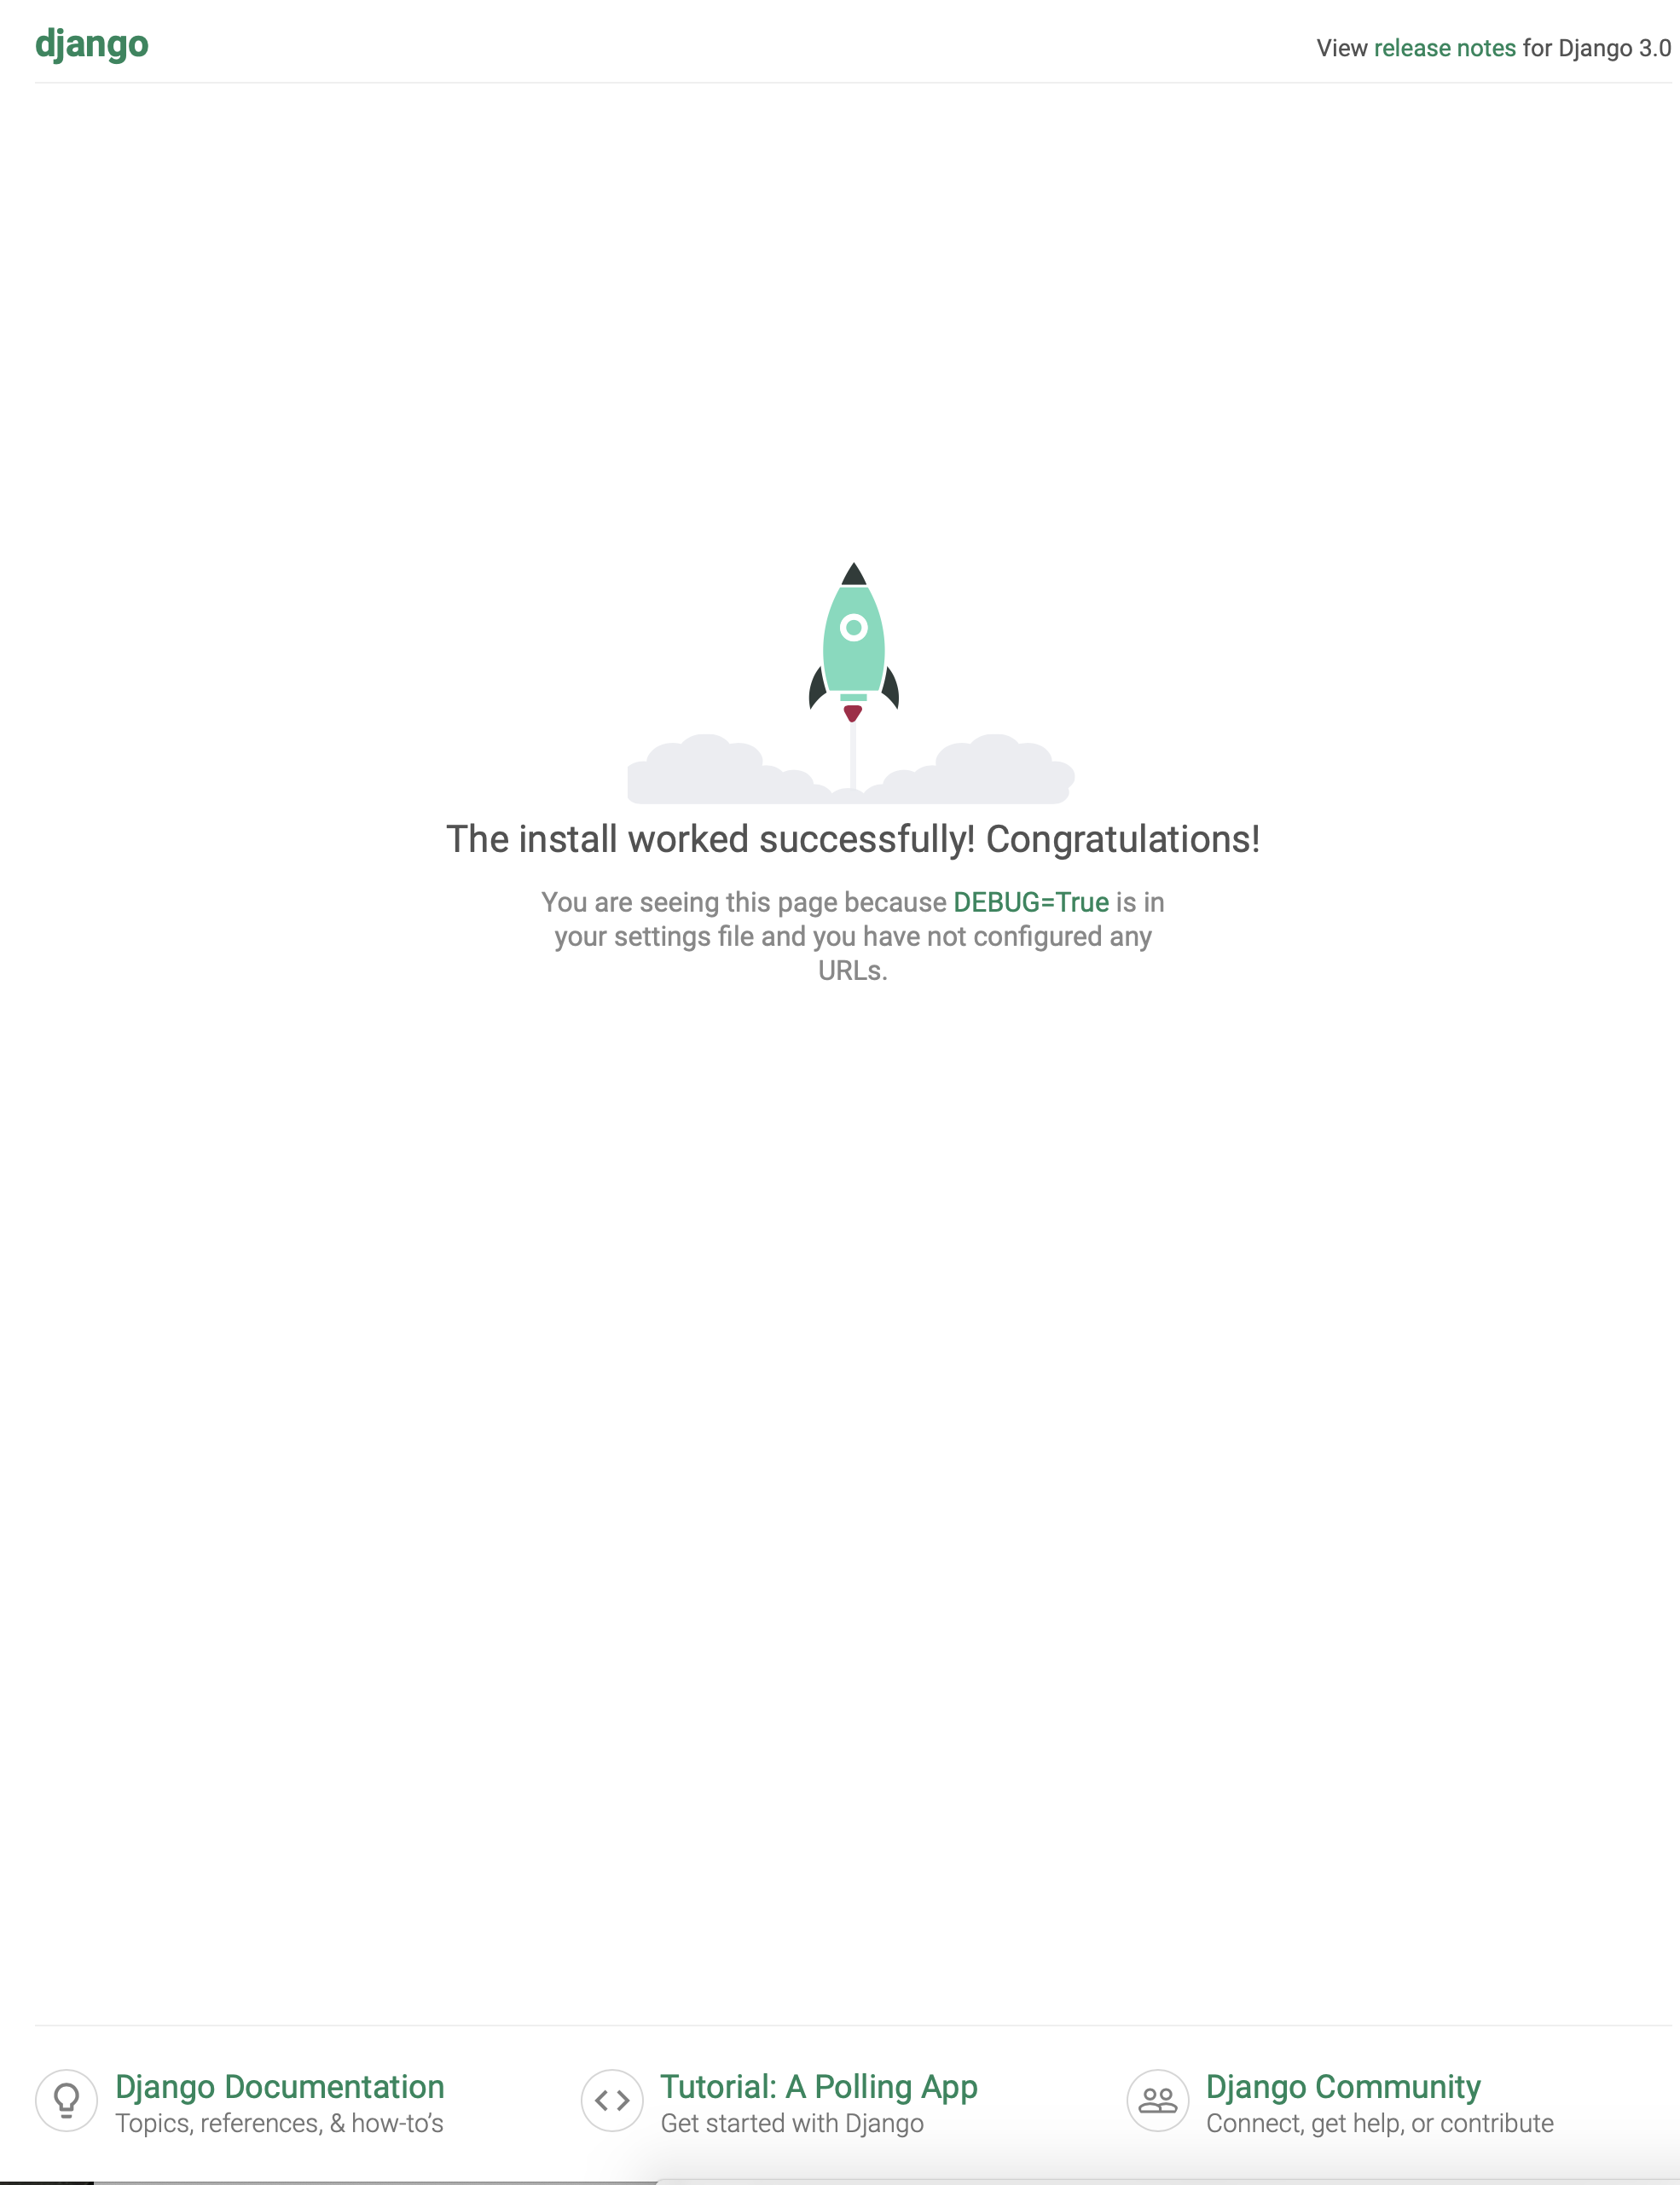 django
View release notes for Django 3.0
The install worked successfully! Congratulations!
You are seeing this page because DEBUG=True is in
your settings file and you have not configured any
URLs.
Django Documentation
Topics, references, & how-to’s
Tutorial: A Polling App
Get started with Django
Django Community
Connect, get help, or contribute